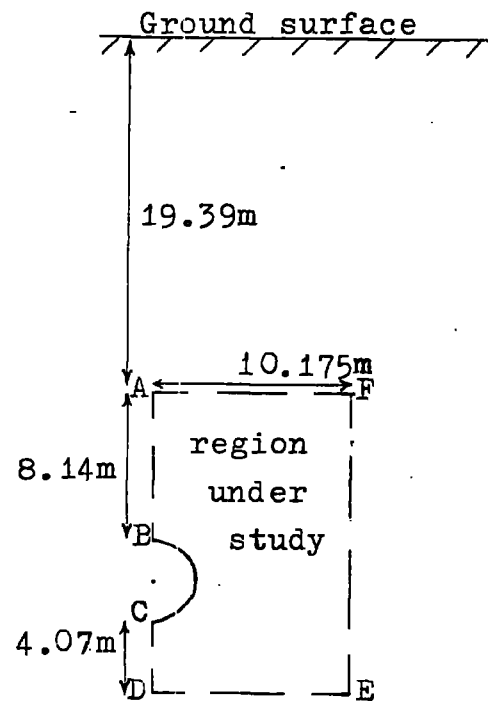 Ground surface
19.39m
10.175m
A
F
region
8.14m
under
study
B
C
4.07m
D
E